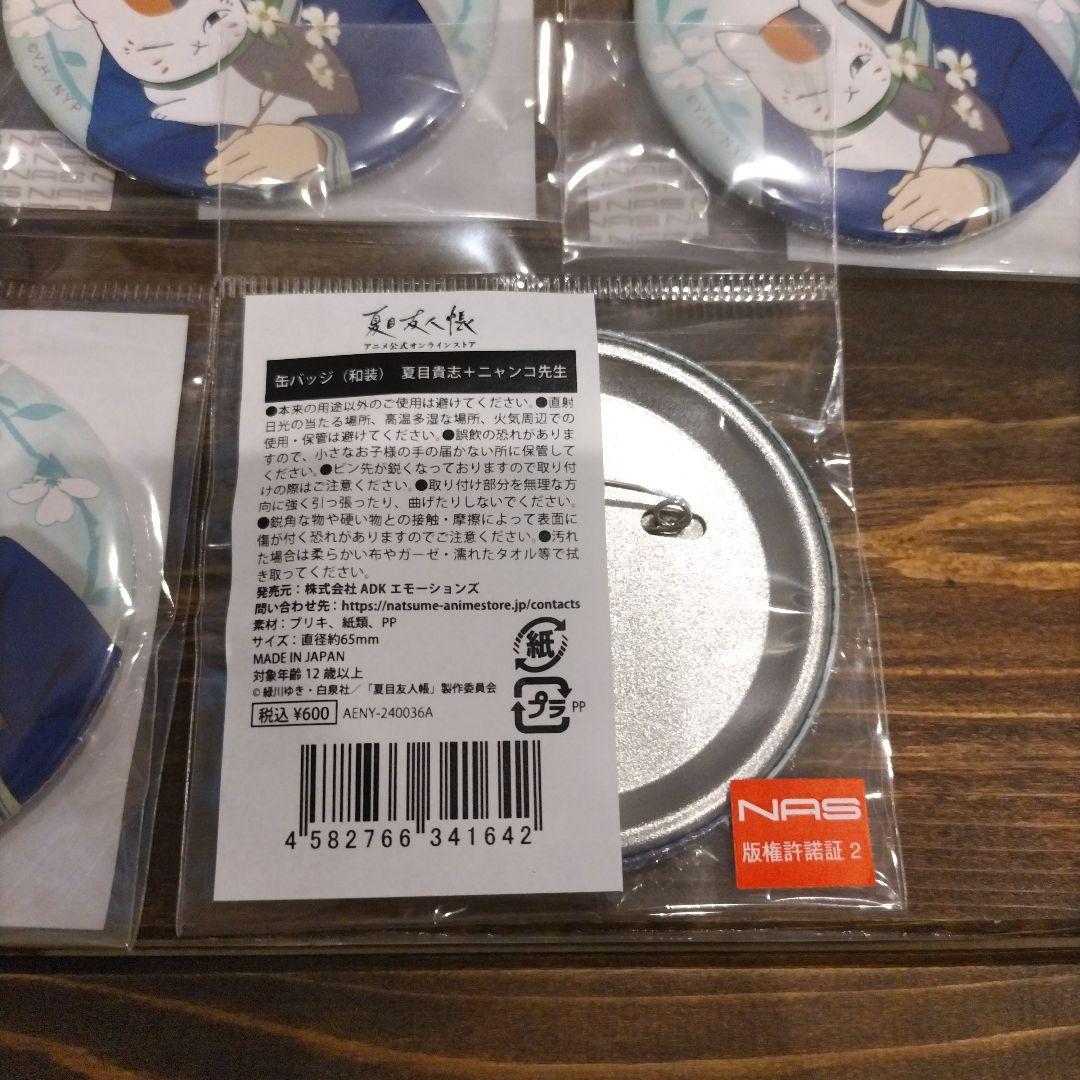 ©Y,H/NYP
©Y,H/NY
NAS
NAS
夏目友人帳
アニメ公式オンラインストア
缶バッジ（和装）　夏目貴志＋ニャンコ先生
●本来の用途以外のご使用は避けてください。●直射
日光の当たる場所、高温多湿な場所、火気周辺での
使用・保管は避けてください。●誤飲の恐れがありま
すので、小さなお子様の手の届かない所に保管して
ください。●ピン先が鋭くなっておりますので取り付
けの際はご注意ください。●取り付け部分を無理な方
向に強く引っ張ったり、曲げたりしないでください。
●鋭角な物や硬い物との接触・摩擦によって表面に
傷が付く恐れがありますのでご注意ください。●汚れ
た場合は柔らかい布やガーゼ・濡れたタオル等で拭
き取ってください。
発売元：株式会社 ADK エモーションズ
問い合わせ先：https://natsume-animestore.jp/contacts
素材：ブリキ、紙類、PP
サイズ：直径約65mm
MADE IN JAPAN
対象年齢 12 歳以上
© 緑川ゆき・白泉社／「夏目友人帳」製作委員会
税込 ¥600 AENY-240036A
紙
プラ PP
4 582766 341642
NAS
版権許諾証 2